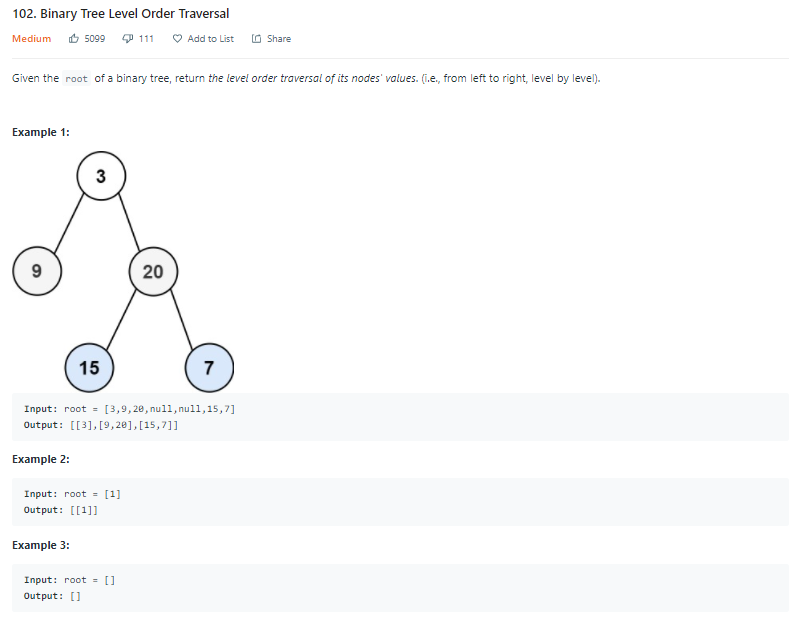 102. Binary Tree Level Order Traversal
Medium 5099 111 Add to List Share
Given the root of a binary tree, return the level order traversal of its nodes' values. (i.e., from left to right, level by level).
Example 1:
3
9 20
15 7
Input: root = [3,9,20,null,null,15,7]
Output: [[3],[9,20],[15,7]]
Example 2:
Input: root = [1]
Output: [[1]]
Example 3:
Input: root = []
Output: []